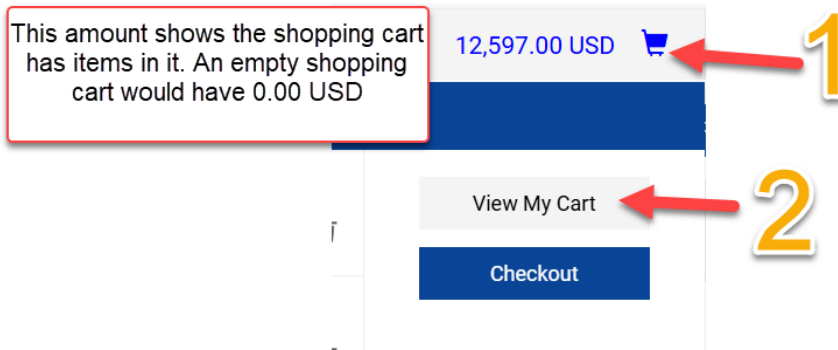 This amount shows the shopping cart
has items in it. An empty shopping
cart would have 0.00 USD
12,597.00 USD
1
View My Cart
2
Checkout